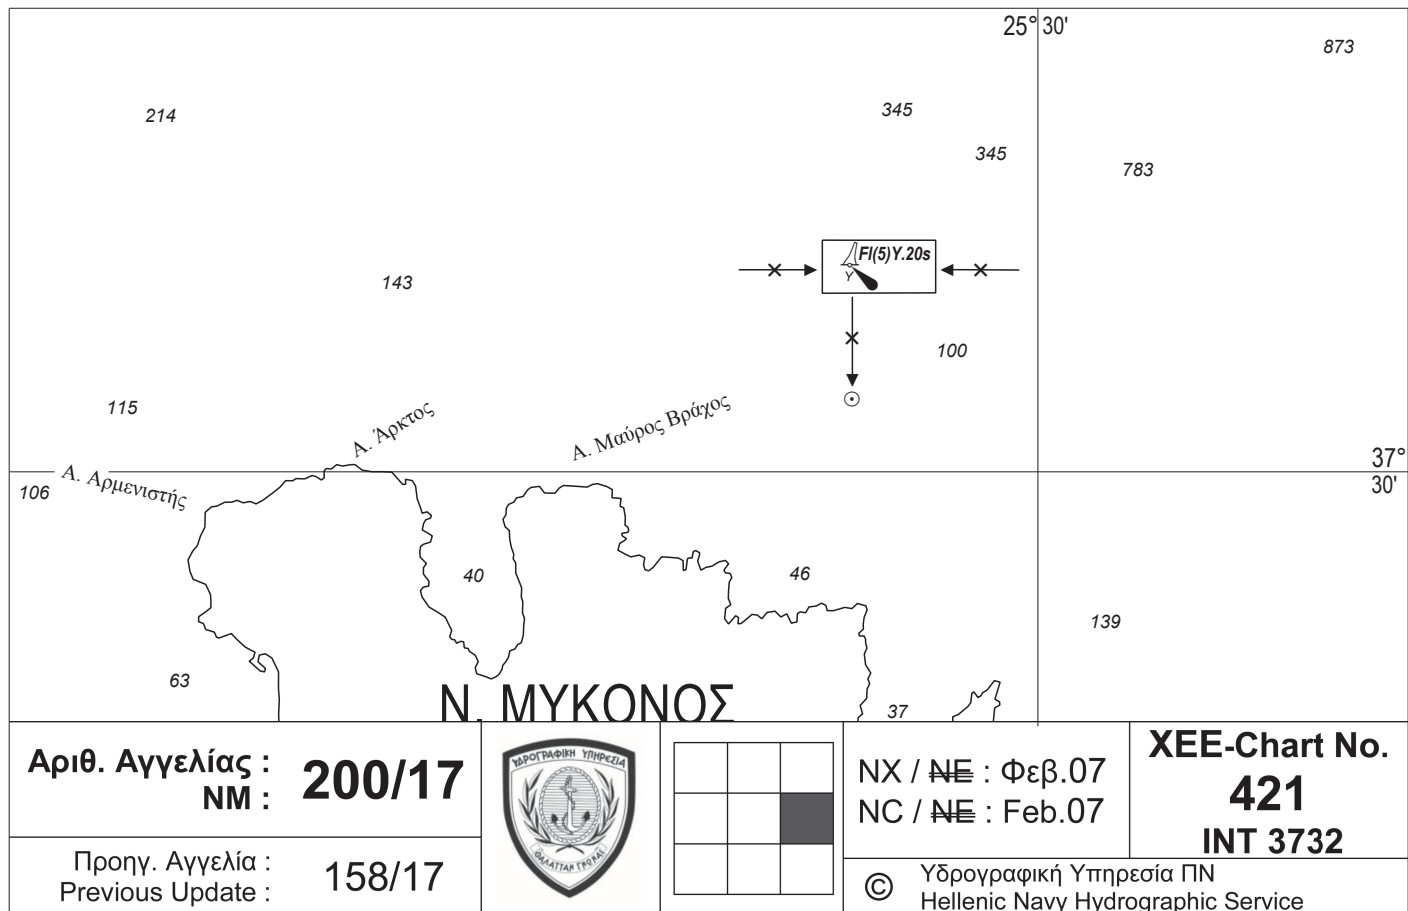 25° 30'
873
214
345
345
783
Fl(5)Y.20s
Y
143
100
115
Α. Άρκτος
Α. Μαύρος Βράχος
37°
30'
Α. Αρμενιστής
106
40
46
139
63
Ν. ΜΥΚΟΝΟΣ
37
Αριθ. Αγγελίας :
NM :
200/17
Προηγ. Αγγελία :
Previous Update :
158/17
ΥΔΡΟΓΡΑΦΙΚΗ ΥΠΗΡΕΣΙΑ
NX / NE : Φεβ.07
NC / NE : Feb.07
ΧΕΕ-Chart No.
421
INT 3732
© Υδρογραφική Υπηρεσία ΠΝ
Hellenic Navy Hydrographic Service